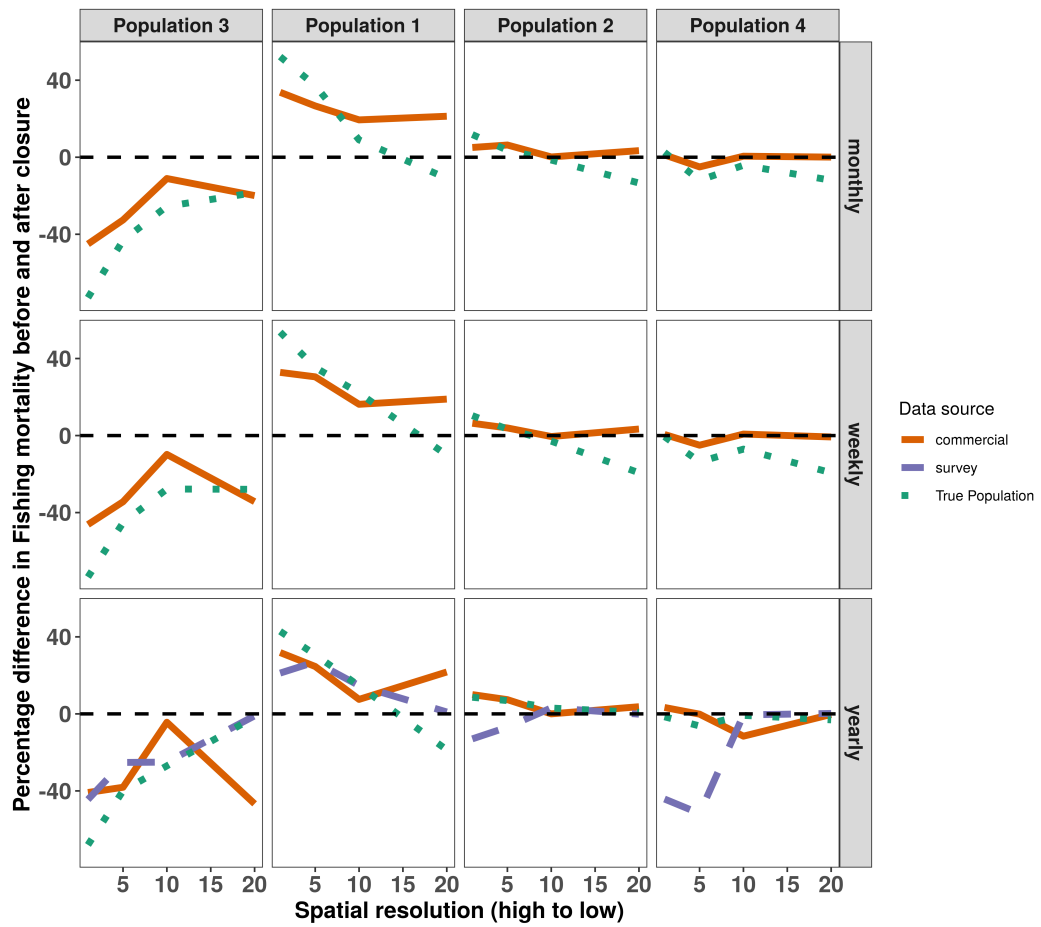 Population 3 Population 1 Population 2 Population 4
Percentage difference in Fishing mortality before and after closure
40
0
-40
monthly
40
0
-40
weekly
40
0
-40
yearly
5 10 15 20 5 10 15 20 5 10 15 20 5 10 15 20
Spatial resolution (high to low)
Data source
commercial
survey
True Population